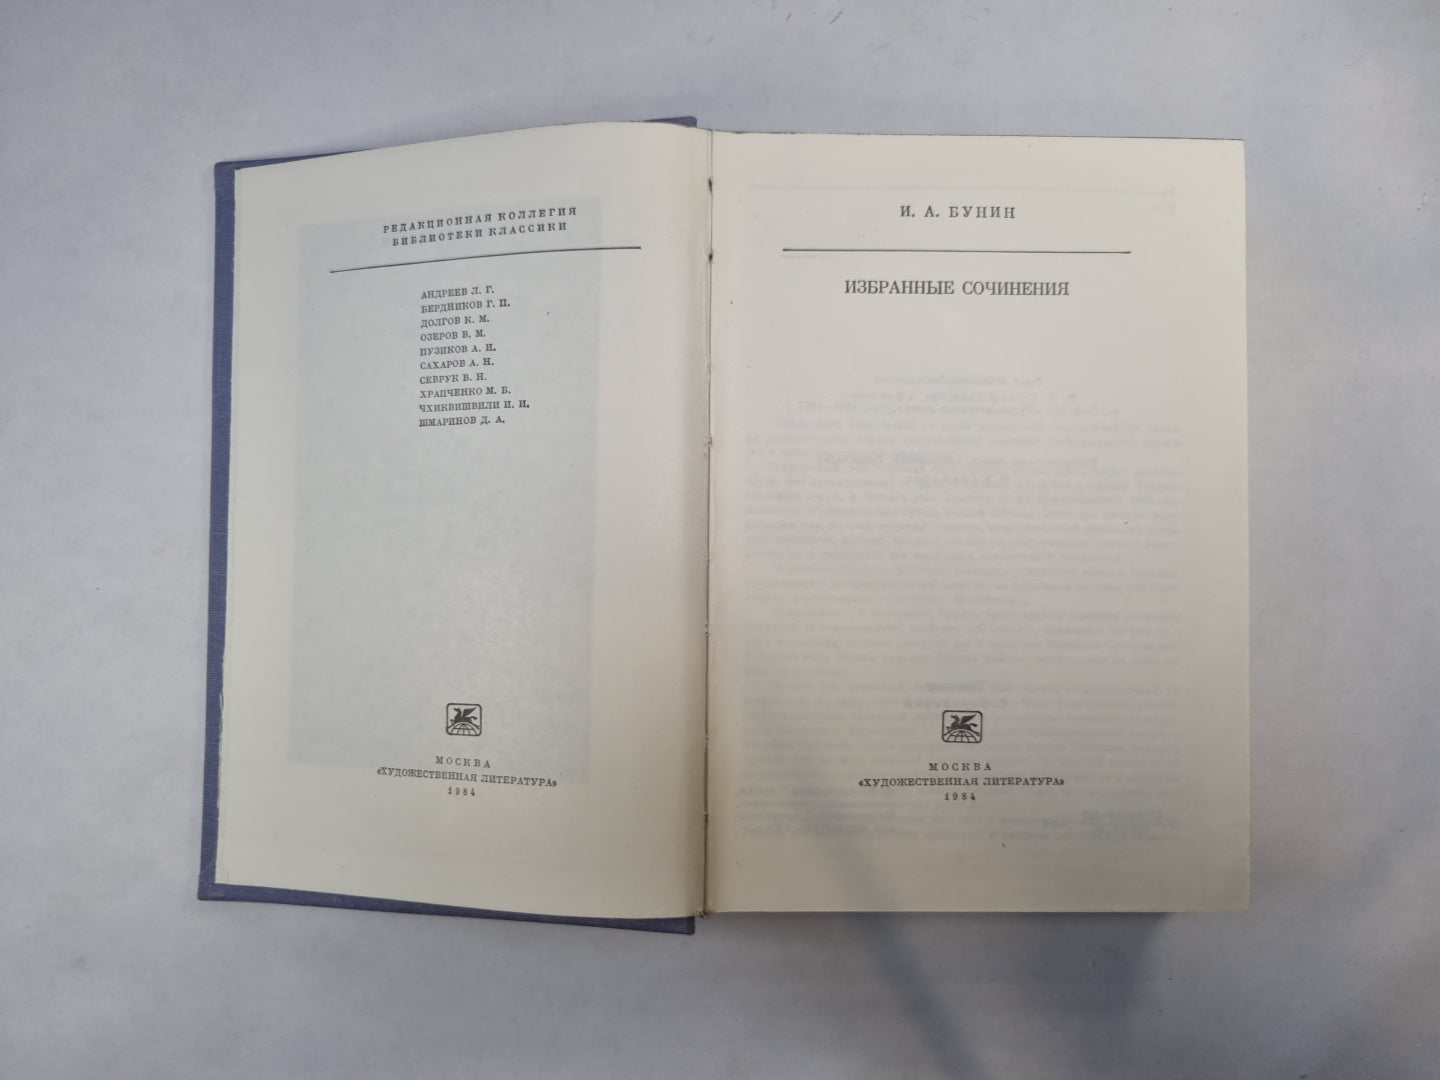 РЕДАКЦИОННАЯ КОЛЛЕГИЯ
БИБЛИОТЕКИ КЛАССИКИ
АНДРЕЕВ Л. Г.
БЕРДНИКОВ Г. П.
ДОЛГОВ К. М.
ОЗЕРОВ В. М.
ПУЗИКОВ А. И.
САХАРОВ А. Н.
СЕВРУК В. Н.
ХРАПЧЕНКО М. Б.
ЧХИКВИШВИЛИ И. И.
ШМАРИНОВ Д. А.
МОСКВА
«ХУДОЖЕСТВЕННАЯ ЛИТЕРАТУРА»
1984
И. А. БУНИН
ИЗБРАННЫЕ СОЧИНЕНИЯ
МОСКВА
«ХУДОЖЕСТВЕННАЯ ЛИТЕРАТУРА»
1984